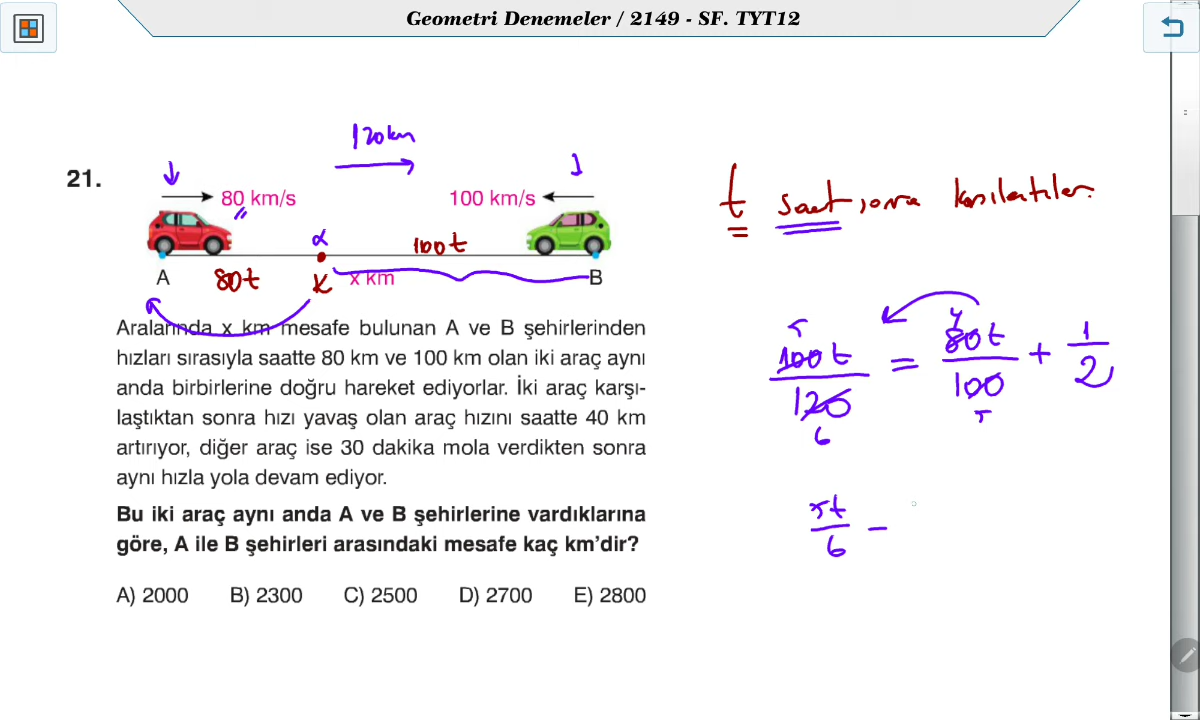 Geometri Denemeler / 2149 - SF. TYT12
120km
21.
80 km/s
100 km/s
t saat sonra karşılaştılar.
α
100t
A
80t
K
x km
B
Aralarında x km mesafe bulunan A ve B şehirlerinden
hızları sırasıyla saatte 80 km ve 100 km olan iki araç aynı
anda birbirlerine doğru hareket ediyorlar. İki araç karşı-
laştıktan sonra hızı yavaş olan araç hızını saatte 40 km
artırıyor, diğer araç ise 30 dakika mola verdikten sonra
aynı hızla yola devam ediyor.
5 4
100t/120 = 80t/100 + 1/2
6 5
5t/6 -
Bu iki araç aynı anda A ve B şehirlerine vardıklarına
göre, A ile B şehirleri arasındaki mesafe kaç km'dir?
A) 2000 B) 2300 C) 2500 D) 2700 E) 2800